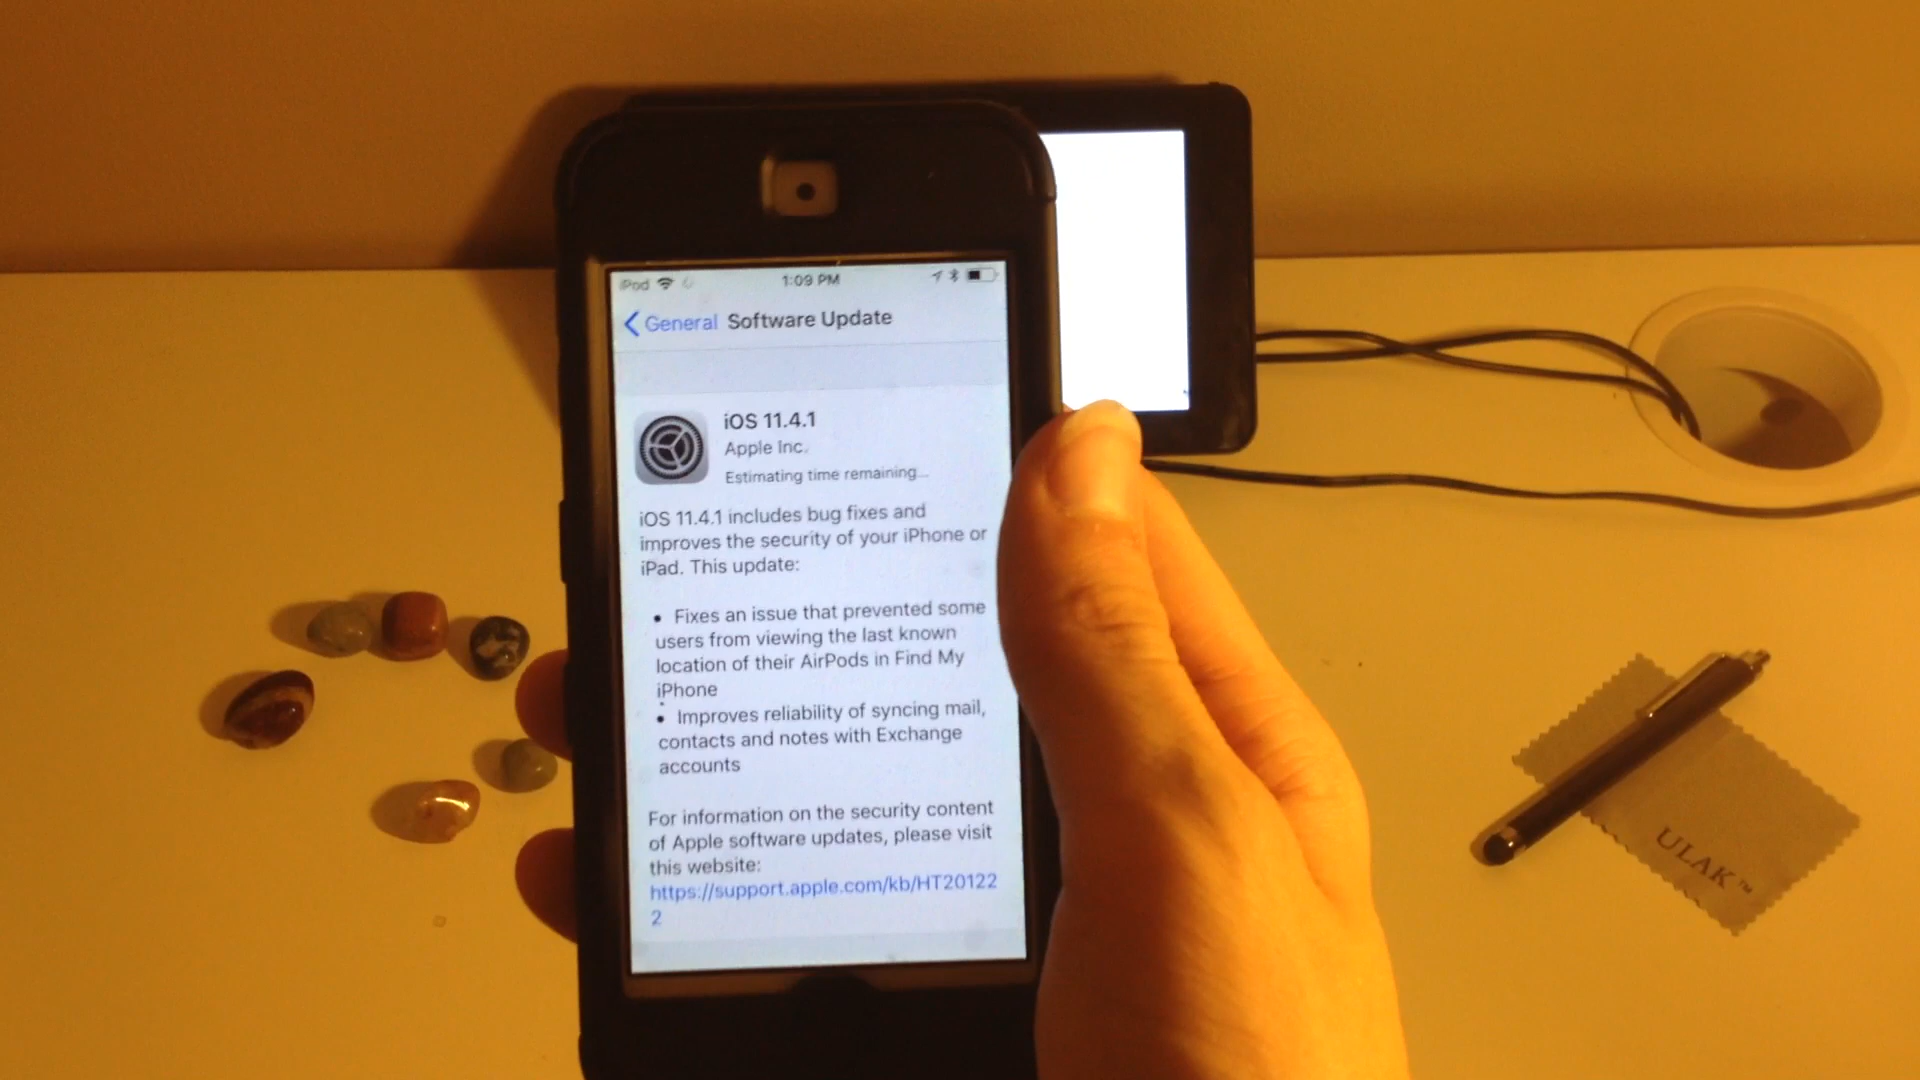 iPod 1:09 PM
General Software Update
iOS 11.4.1
Apple Inc.
Estimating time remaining...
iOS 11.4.1 includes bug fixes and
improves the security of your iPhone or
iPad. This update:
• Fixes an issue that prevented some
users from viewing the last known
location of their AirPods in Find My
iPhone
• Improves reliability of syncing mail,
contacts and notes with Exchange
accounts
For information on the security content
of Apple software updates, please visit
this website:
https://support.apple.com/kb/HT20122
2
ULAK™